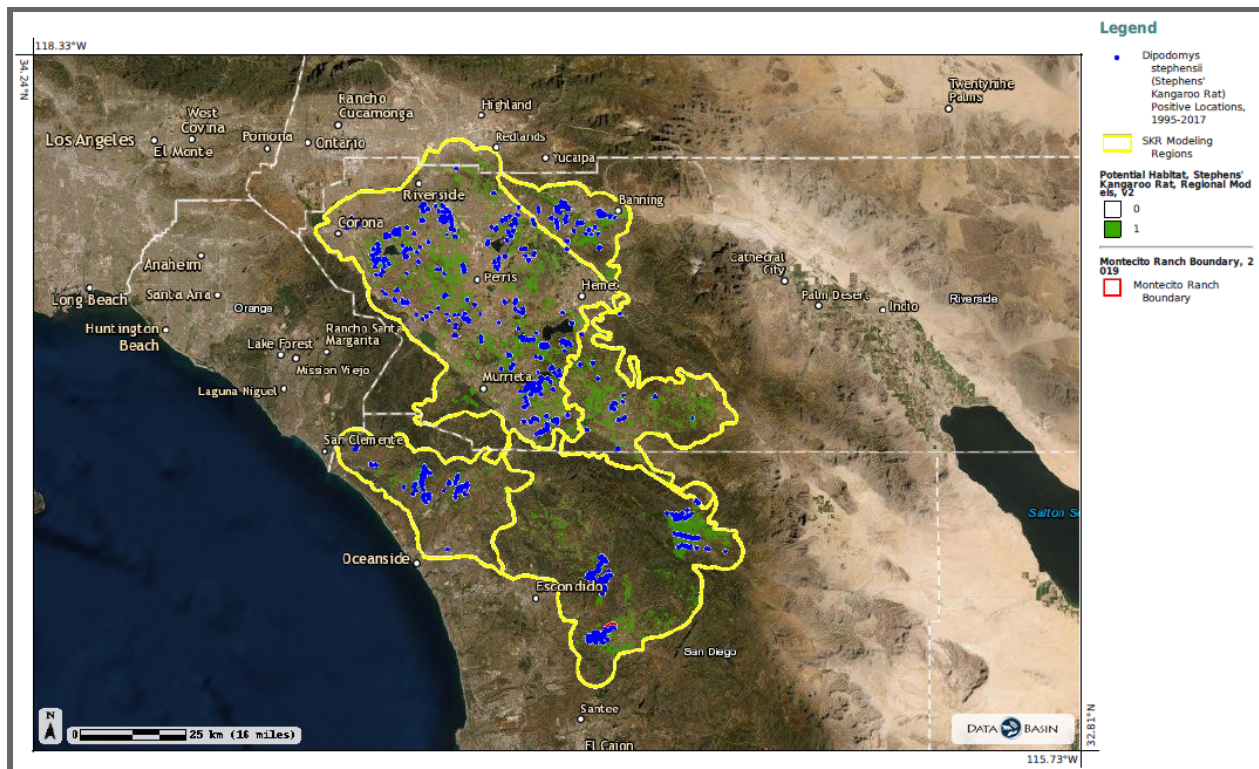 118.33°W
34.24°N
Twentynine
Palms
Highland
Rancho
Cucamonga
West
Covina
Los Angeles
El Monte
Pomona
Ontario
Redlands
Yucaipa
Riverside
Banning
Corona
Anaheim
Santa Ana
Long Beach
Orange
Huntington
Beach
Perris
Hemet
Cathedral
City
Palm Desert
Indio
Riverside
Rancho Santa
Margarita
Lake Forest
Mission Viejo
Laguna Niguel
Murrieta
San Clemente
Salton Se
Oceanside
Escondido
San Diego
Santee
El Cajon
N
0
25 km (16 miles)
DATA BASIN
32.81°N
115.73°W
Legend
Dipodomys
stephensii
(Stephens'
Kangaroo Rat)
Positive Locations,
1995-2017
SKR Modeling
Regions
Potential Habitat, Stephens'
Kangaroo Rat, Regional Mod
els, v2
0
1
Montecito Ranch Boundary, 2
019
Montecito Ranch
Boundary